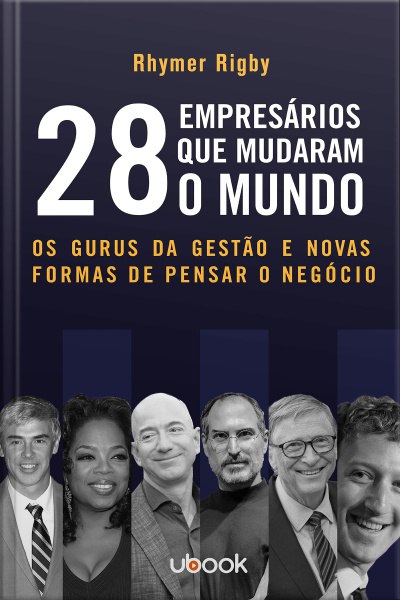 Rhymer Rigby
28 EMPRESÁRIOS
QUE MUDARAM
O MUNDO
OS GURUS DA GESTÃO E NOVAS
FORMAS DE PENSAR O NEGÓCIO
ubook